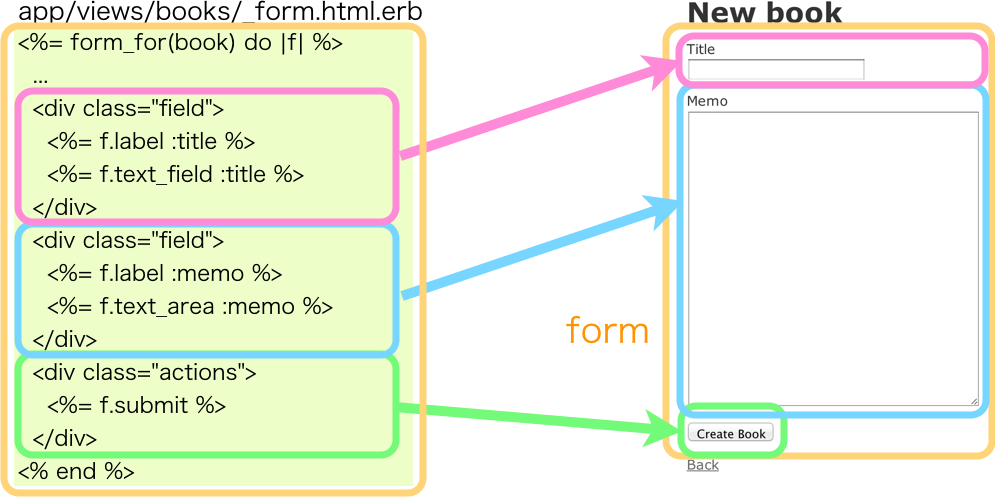 app/views/books/_form.html.erb
<%= form_for(book) do |f| %>
...
<div class="field">
<%= f.label :title %>
<%= f.text_field :title %>
</div>
<div class="field">
<%= f.label :memo %>
<%= f.text_area :memo %>
</div>
<div class="actions">
<%= f.submit %>
</div>
<% end %>
form
New book
Title
Memo
Create Book
Back